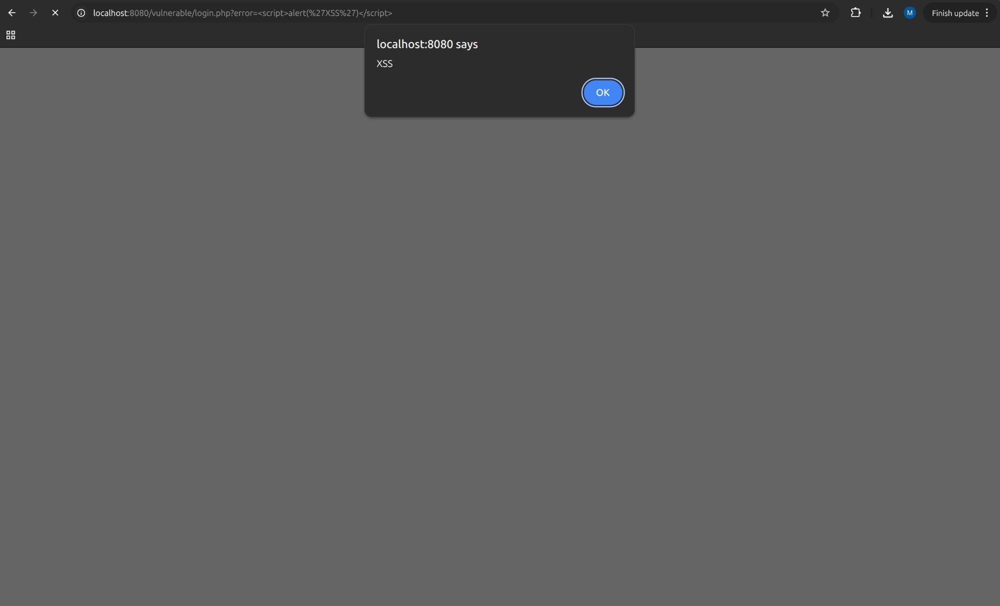 localhost:8080/vulnerable/login.php?error=<script>alert(%27XSS%27)</script>
M
Finish update
localhost:8080 says
XSS
OK